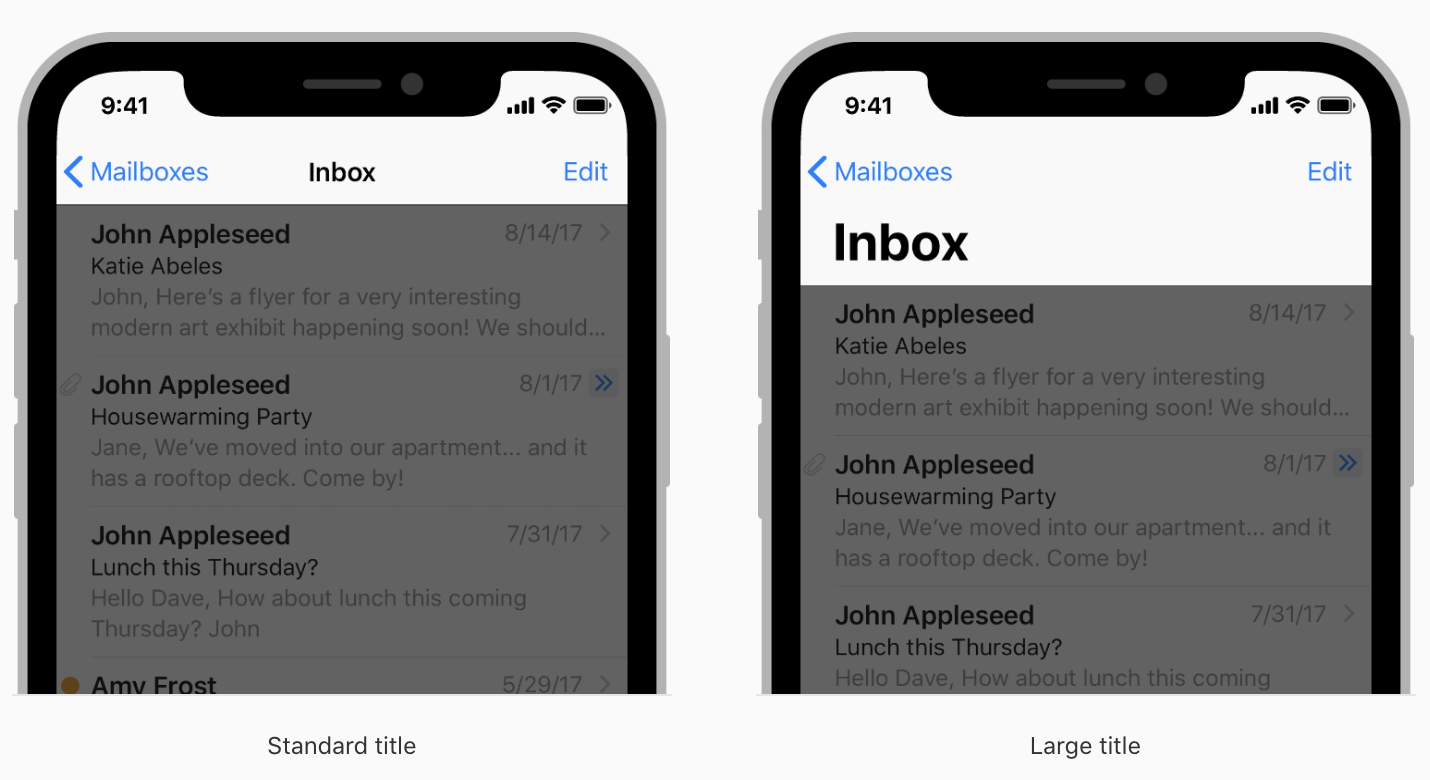 9:41
Mailboxes
Inbox
Edit
John Appleseed
8/14/17
Katie Abeles
John, Here’s a flyer for a very interesting
modern art exhibit happening soon! We should...
John Appleseed
8/1/17
Housewarming Party
Jane, We’ve moved into our apartment... and it
has a rooftop deck. Come by!
John Appleseed
7/31/17
Lunch this Thursday?
Hello Dave, How about lunch this coming
Thursday? John
Amy Frost
5/29/17
Standard title
9:41
Mailboxes
Edit
Inbox
John Appleseed
8/14/17
Katie Abeles
John, Here’s a flyer for a very interesting
modern art exhibit happening soon! We should...
John Appleseed
8/1/17
Housewarming Party
Jane, We’ve moved into our apartment... and it
has a rooftop deck. Come by!
John Appleseed
7/31/17
Lunch this Thursday?
Hello Dave, How about lunch this coming
Large title